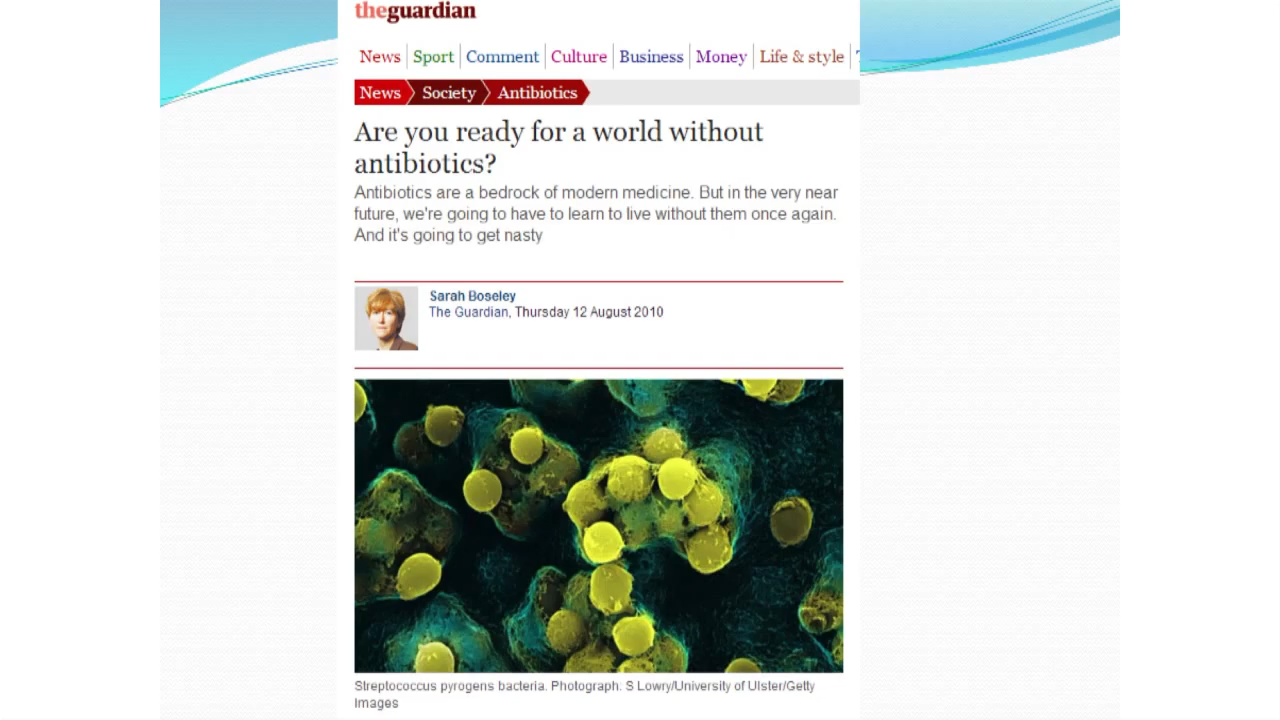 theguardian
News Sport Comment Culture Business Money Life & style
News Society Antibiotics
Are you ready for a world without
antibiotics?
Antibiotics are a bedrock of modern medicine. But in the very near
future, we're going to have to learn to live without them once again.
And it's going to get nasty
Sarah Boseley
The Guardian, Thursday 12 August 2010
Streptococcus pyrogens bacteria. Photograph: S Lowry/University of Ulster/Getty
Images